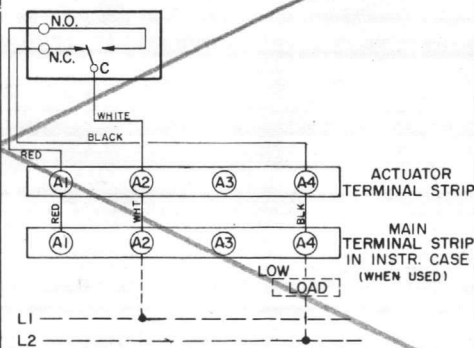 N.O.
N.C.
C
WHITE
BLACK
RED
A1 A2 A3 A4
ACTUATOR
TERMINAL STRIP
RED WHT BLK
A1 A2 A3 A4
MAIN
TERMINAL STRIP
IN INSTR. CASE
(WHEN USED)
LOW
LOAD
L1
L2